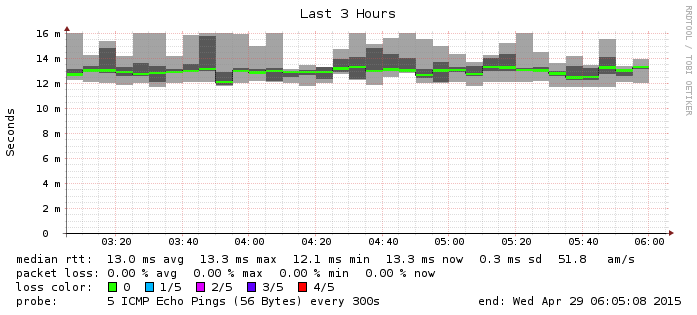 Last 3 Hours
RRDTOOL / TOBI OETIKER
Seconds
16 m
14 m
12 m
10 m
8 m
6 m
4 m
2 m
0
03:20 03:40 04:00 04:20 04:40 05:00 05:20 05:40 06:00
median rtt: 13.0 ms avg 13.3 ms max 12.1 ms min 13.3 ms now 0.3 ms sd 51.8 am/s
packet loss: 0.00 % avg 0.00 % max 0.00 % min 0.00 % now
loss color: 0 1/5 2/5 3/5 4/5
probe: 5 ICMP Echo Pings (56 Bytes) every 300s end: Wed Apr 29 06:05:08 2015